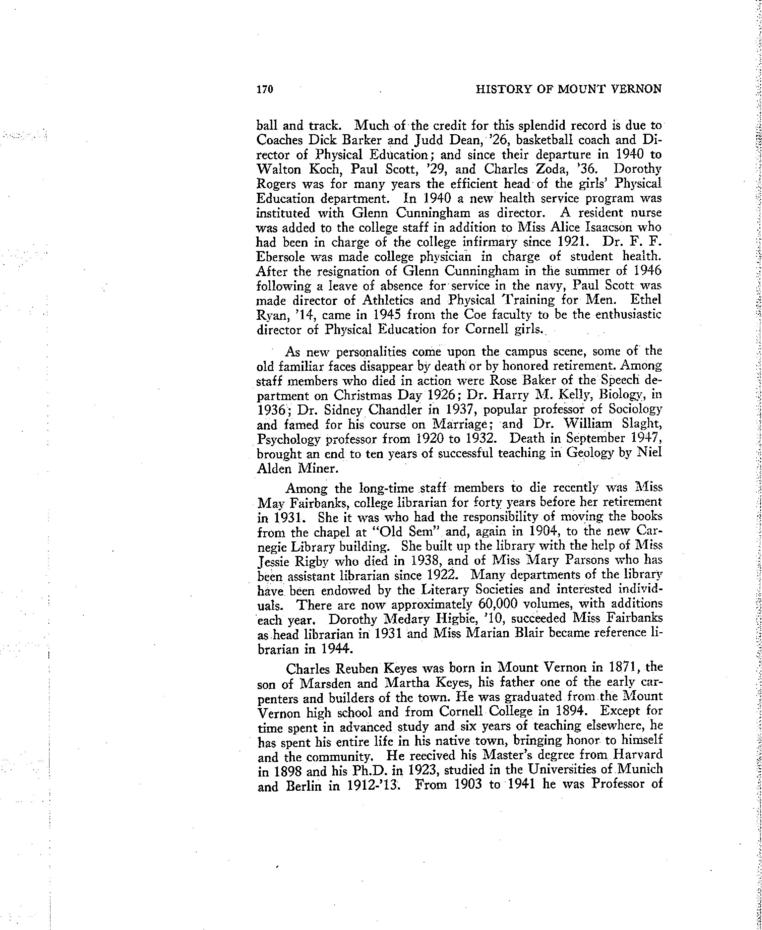 170 HISTORY OF MOUNT VERNON
ball and track. Much of the credit for this splendid record is due to
Coaches Dick Barker and Judd Dean, '26, basketball coach and Di-
rector of Physical Education; and since their departure in 1940 to
Walton Koch, Paul Scott, '29, and Charles Zoda, '36. Dorothy
Rogers was for many years the efficient head of the girls' Physical
Education department. In 1940 a new health service program was
instituted with Glenn Cunningham as director. A resident nurse
was added to the college staff in addition to Miss Alice Isaacson who
had been in charge of the college infirmary since 1921. Dr. F. F.
Ebersole was made college physician in charge of student health.
After the resignation of Glenn Cunningham in the summer of 1946
following a leave of absence for service in the navy, Paul Scott was
made director of Athletics and Physical Training for Men. Ethel
Ryan, '14, came in 1945 from the Coe faculty to be the enthusiastic
director of Physical Education for Cornell girls.
As new personalities come upon the campus scene, some of the
old familiar faces disappear by death or by honored retirement. Among
staff members who died in action were Rose Baker of the Speech de-
partment on Christmas Day 1926; Dr. Harry M. Kelly, Biology, in
1936; Dr. Sidney Chandler in 1937, popular professor of Sociology
and famed for his course on Marriage; and Dr. William Slaght,
Psychology professor from 1920 to 1932. Death in September 1947,
brought an end to ten years of successful teaching in Geology by Niel
Alden Miner.
Among the long-time staff members to die recently was Miss
May Fairbanks, college librarian for forty years before her retirement
in 1931. She it was who had the responsibility of moving the books
from the chapel at "Old Sem" and, again in 1904, to the new Car-
negie Library building. She built up the library with the help of Miss
Jessie Rigby who died in 1938, and of Miss Mary Parsons who has
been assistant librarian since 1922. Many departments of the library
have been endowed by the Literary Societies and interested individ-
uals. There are now approximately 60,000 volumes, with additions
each year. Dorothy Medary Higbie, '10, succeeded Miss Fairbanks
as head librarian in 1931 and Miss Marian Blair became reference li-
brarian in 1944.
Charles Reuben Keyes was born in Mount Vernon in 1871, the
son of Marsden and Martha Keyes, his father one of the early car-
penters and builders of the town. He was graduated from the Mount
Vernon high school and from Cornell College in 1894. Except for
time spent in advanced study and six years of teaching elsewhere, he
has spent his entire life in his native town, bringing honor to himself
and the community. He received his Master's degree from Harvard
in 1898 and his Ph.D. in 1923, studied in the Universities of Munich
and Berlin in 1912-'13. From 1903 to 1941 he was Professor of